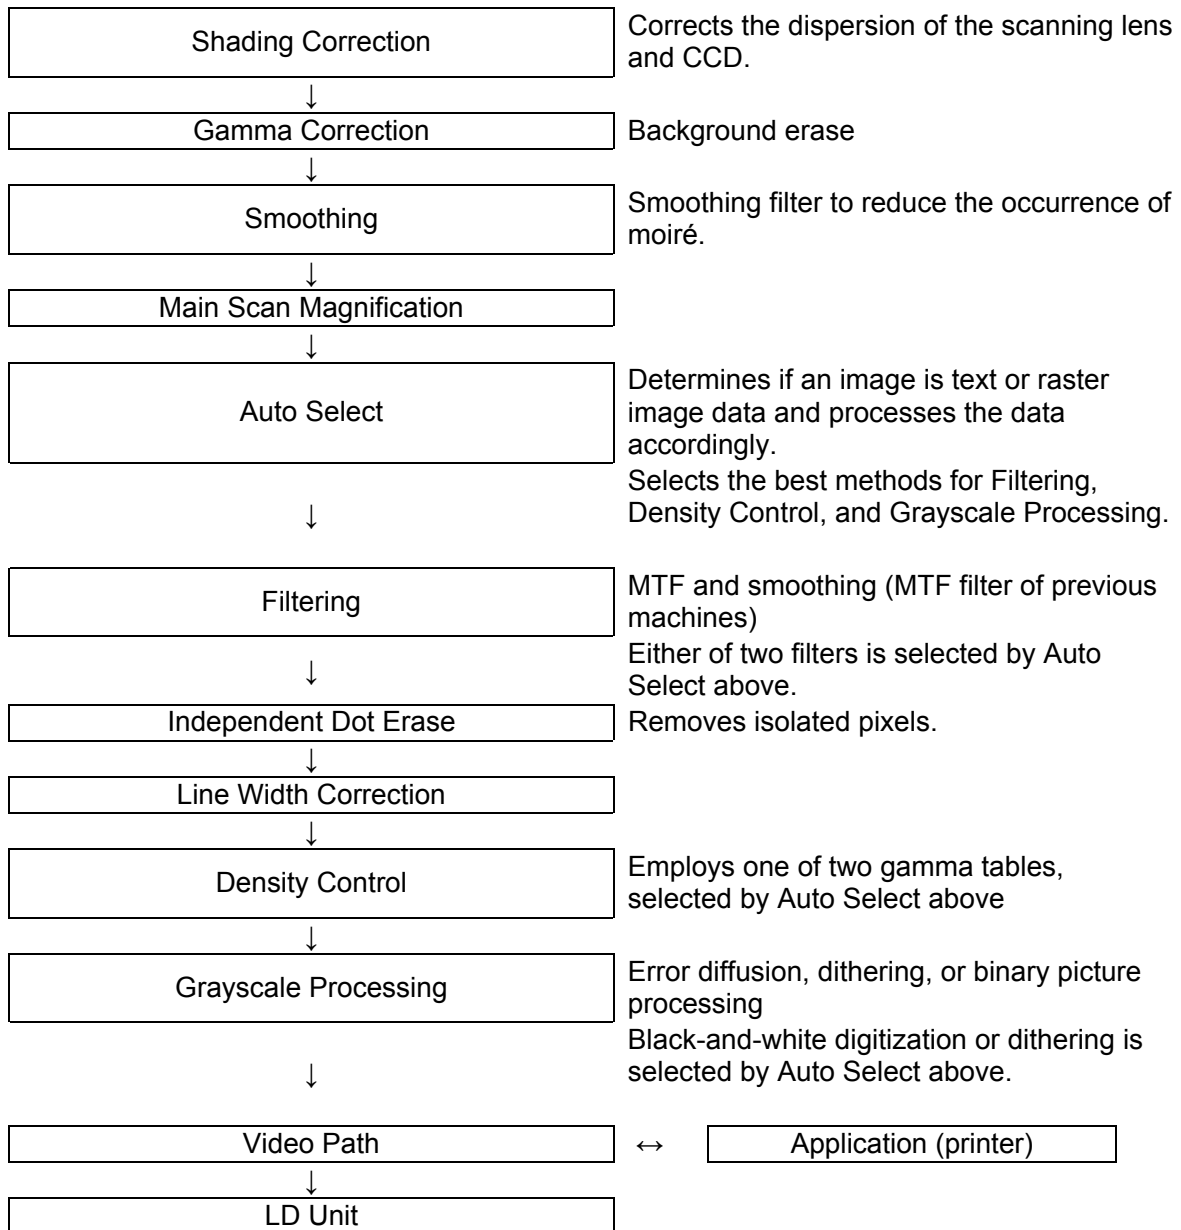 Shading Correction
Corrects the dispersion of the scanning lens
and CCD.
↓
Gamma Correction
Background erase
↓
Smoothing
Smoothing filter to reduce the occurrence of
moiré.
↓
Main Scan Magnification
↓
Auto Select
Determines if an image is text or raster
image data and processes the data
accordingly.
Selects the best methods for Filtering,
Density Control, and Grayscale Processing.
↓
Filtering
MTF and smoothing (MTF filter of previous
machines)
Either of two filters is selected by Auto
Select above.
↓
Independent Dot Erase
Removes isolated pixels.
↓
Line Width Correction
↓
Density Control
Employs one of two gamma tables,
selected by Auto Select above
↓
Grayscale Processing
Error diffusion, dithering, or binary picture
processing
Black-and-white digitization or dithering is
selected by Auto Select above.
↓
Video Path
↔
Application (printer)
↓
LD Unit